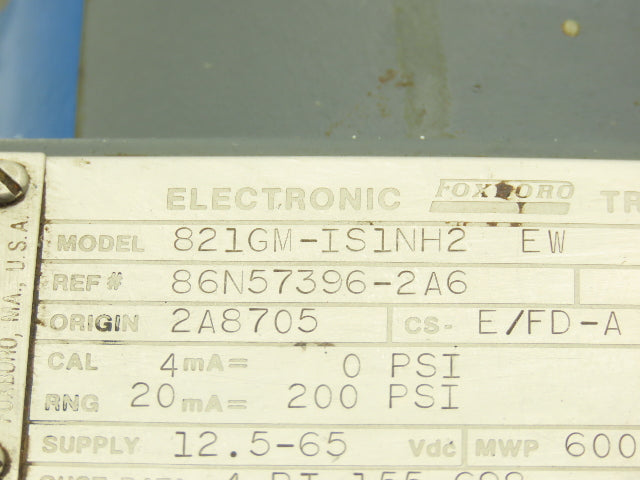 ELECTRONIC FOXBORO TR
MODEL 821GM-IS1NH2 EW
REF# 86N57396-2A6
ORIGIN 2A8705 CS- E/FD-A
CAL 4mA= 0 PSI
RNG 20mA= 200 PSI
SUPPLY 12.5-65 Vdc MWP 600
FOXBORO, MA., U.S.A.